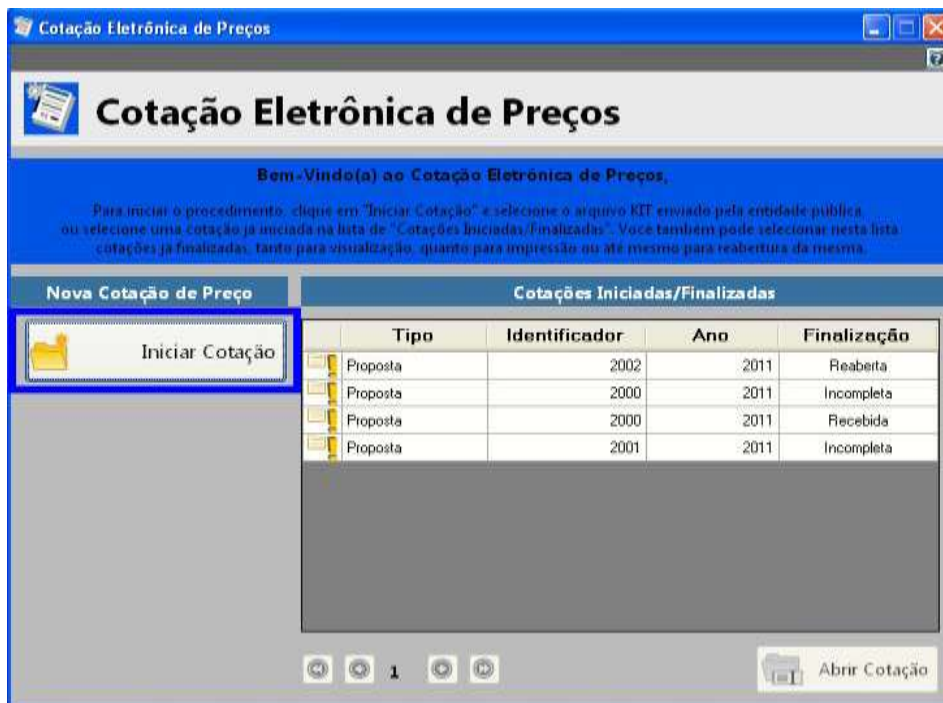 Cotação Eletrônica de Preços
Cotação Eletrônica de Preços
Bem-Vindo(a) ao Cotação Eletrônica de Preços,
Para iniciar o procedimento, clique em "Iniciar Cotação" e selecione o arquivo KIT enviado pela entidade pública,
ou selecione uma cotação já iniciada na lista de "Cotações Iniciadas/Finalizadas". Você também pode selecionar nesta lista
cotações já finalizadas, tanto para visualização, quanto para impressão ou até mesmo para reabertura da mesma.
Nova Cotação de Preço
Cotações Iniciadas/Finalizadas
Iniciar Cotação
Tipo Identificador Ano Finalização
Proposta 2002 2011 Reaberta
Proposta 2000 2011 Incompleta
Proposta 2000 2011 Recebida
Proposta 2001 2011 Incompleta
1
Abrir Cotação